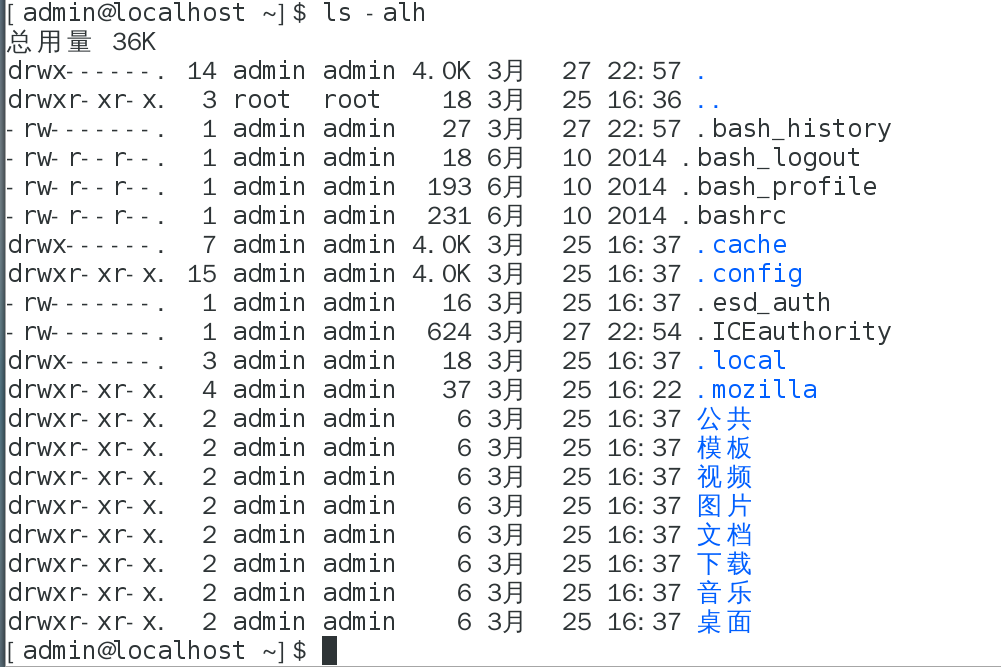 [admin@localhost ~]$ ls -alh
总用量 36K
drwx------. 14 admin admin 4.0K 3月  27 22:57 .
drwxr-xr-x.  3 root  root    18 3月  25 16:36 ..
-rw-------.  1 admin admin   27 3月  27 22:57 .bash_history
-rw-r--r--.  1 admin admin   18 6月  10 2014 .bash_logout
-rw-r--r--.  1 admin admin  193 6月  10 2014 .bash_profile
-rw-r--r--.  1 admin admin  231 6月  10 2014 .bashrc
drwx------.  7 admin admin 4.0K 3月  25 16:37 .cache
drwxr-xr-x. 15 admin admin 4.0K 3月  25 16:37 .config
-rw-------.  1 admin admin   16 3月  25 16:37 .esd_auth
-rw-------.  1 admin admin  624 3月  27 22:54 .ICEauthority
drwx------.  3 admin admin   18 3月  25 16:37 .local
drwxr-xr-x.  4 admin admin   37 3月  25 16:22 .mozilla
drwxr-xr-x.  2 admin admin    6 3月  25 16:37 公共
drwxr-xr-x.  2 admin admin    6 3月  25 16:37 模板
drwxr-xr-x.  2 admin admin    6 3月  25 16:37 视频
drwxr-xr-x.  2 admin admin    6 3月  25 16:37 图片
drwxr-xr-x.  2 admin admin    6 3月  25 16:37 文档
drwxr-xr-x.  2 admin admin    6 3月  25 16:37 下载
drwxr-xr-x.  2 admin admin    6 3月  25 16:37 音乐
drwxr-xr-x.  2 admin admin    6 3月  25 16:37 桌面
[admin@localhost ~]$